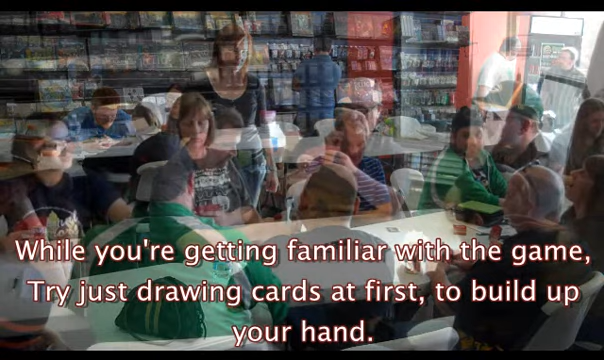 While you're getting familiar with the game,
Try just drawing cards at first, to build up
your hand.